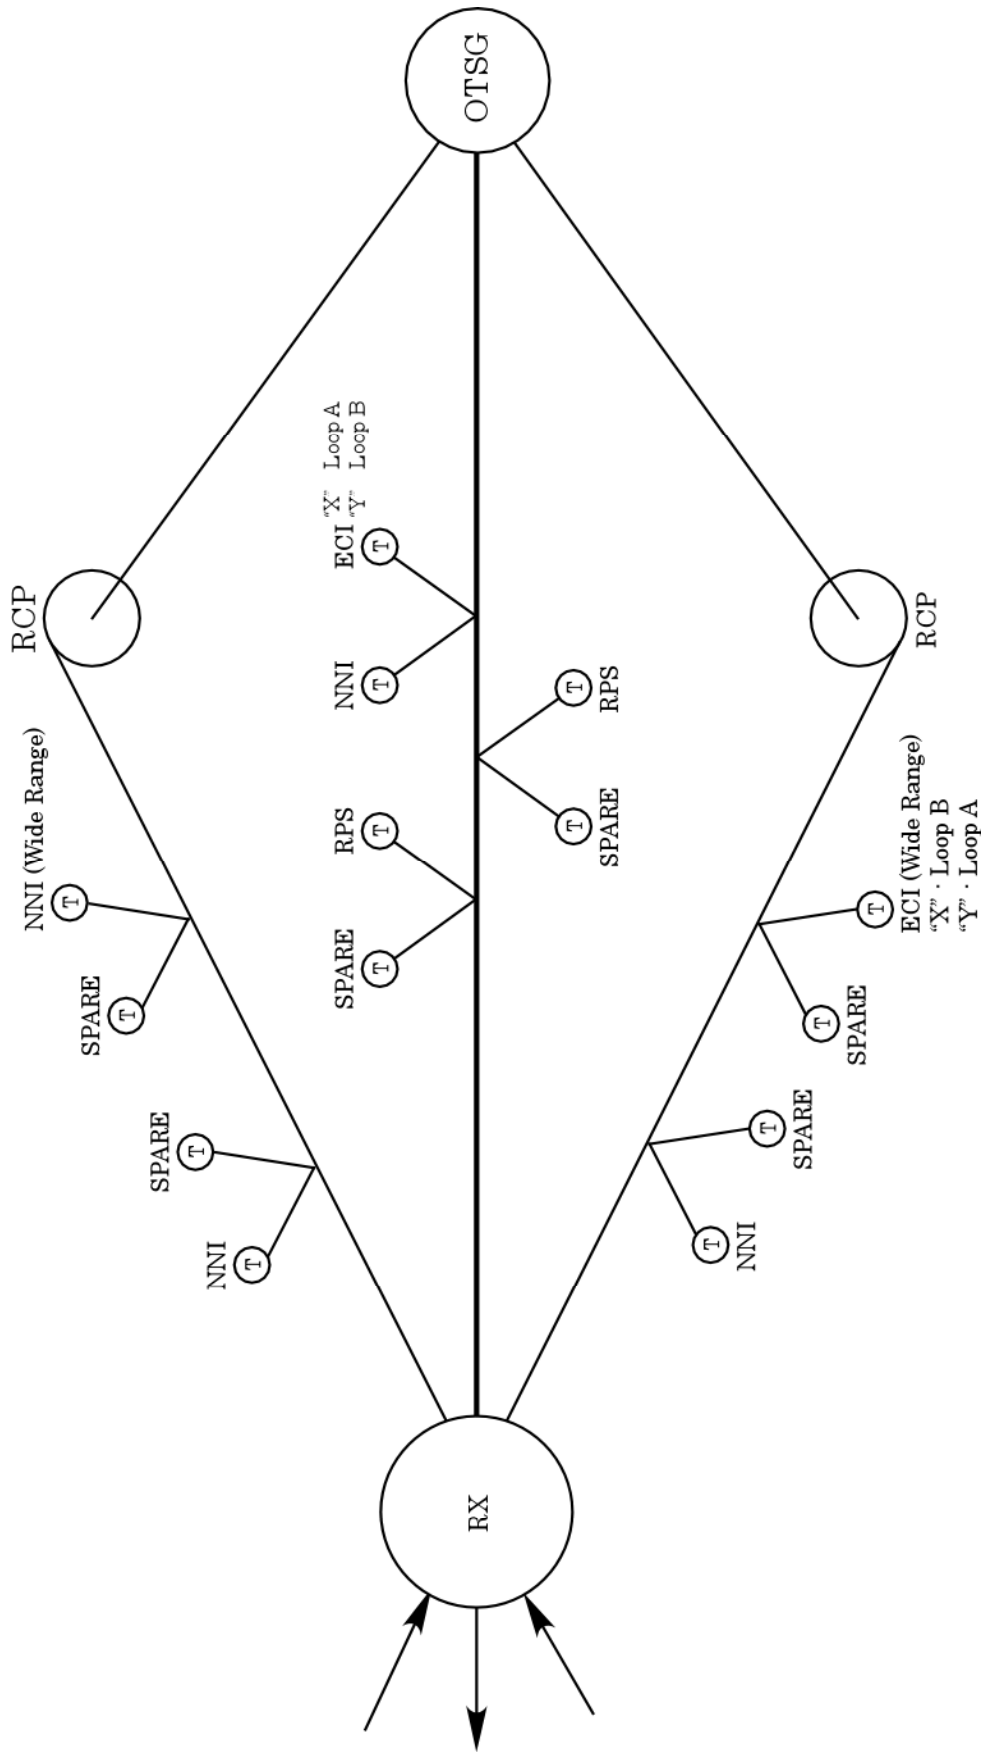 RCP
NNI (Wide Range)
T
SPARE
T
SPARE
T
NNI
T
SPARE
RPS
NNI
ECI
“X” Loop A
“Y” Loop B
T
T
T
T
RX
OTSG
T
T
SPARE
RPS
T
NNI
T
SPARE
T
SPARE
T
ECI (Wide Range)
“X” · Loop B
“Y” · Loop A
RCP